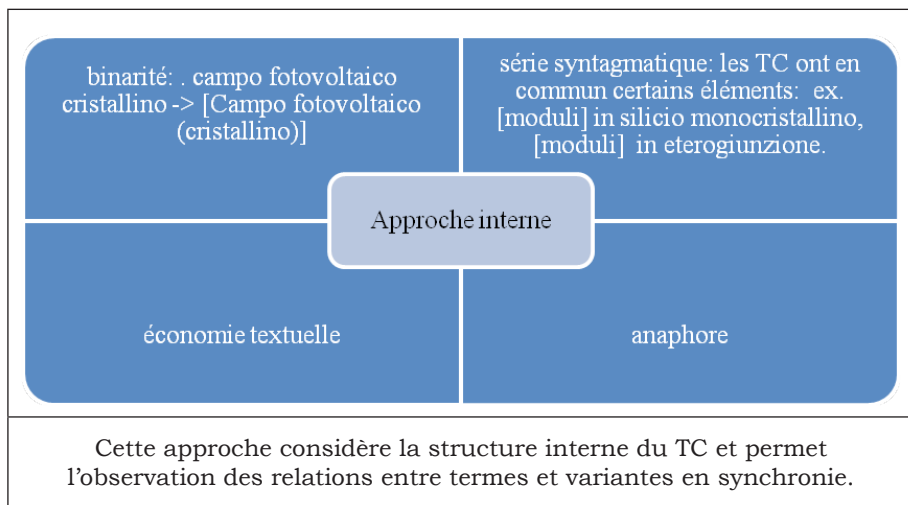 binarité: . campo fotovoltaico
cristallino -> [Campo fotovoltaico
(cristallino)]
série syntagmatique: les TC ont en
commun certains éléments: ex.
[moduli] in silicio monocristallino,
[moduli] in eterogiunzione.
Approche interne
économie textuelle
anaphore
Cette approche considère la structure interne du TC et permet
l’observation des relations entre termes et variantes en synchronie.